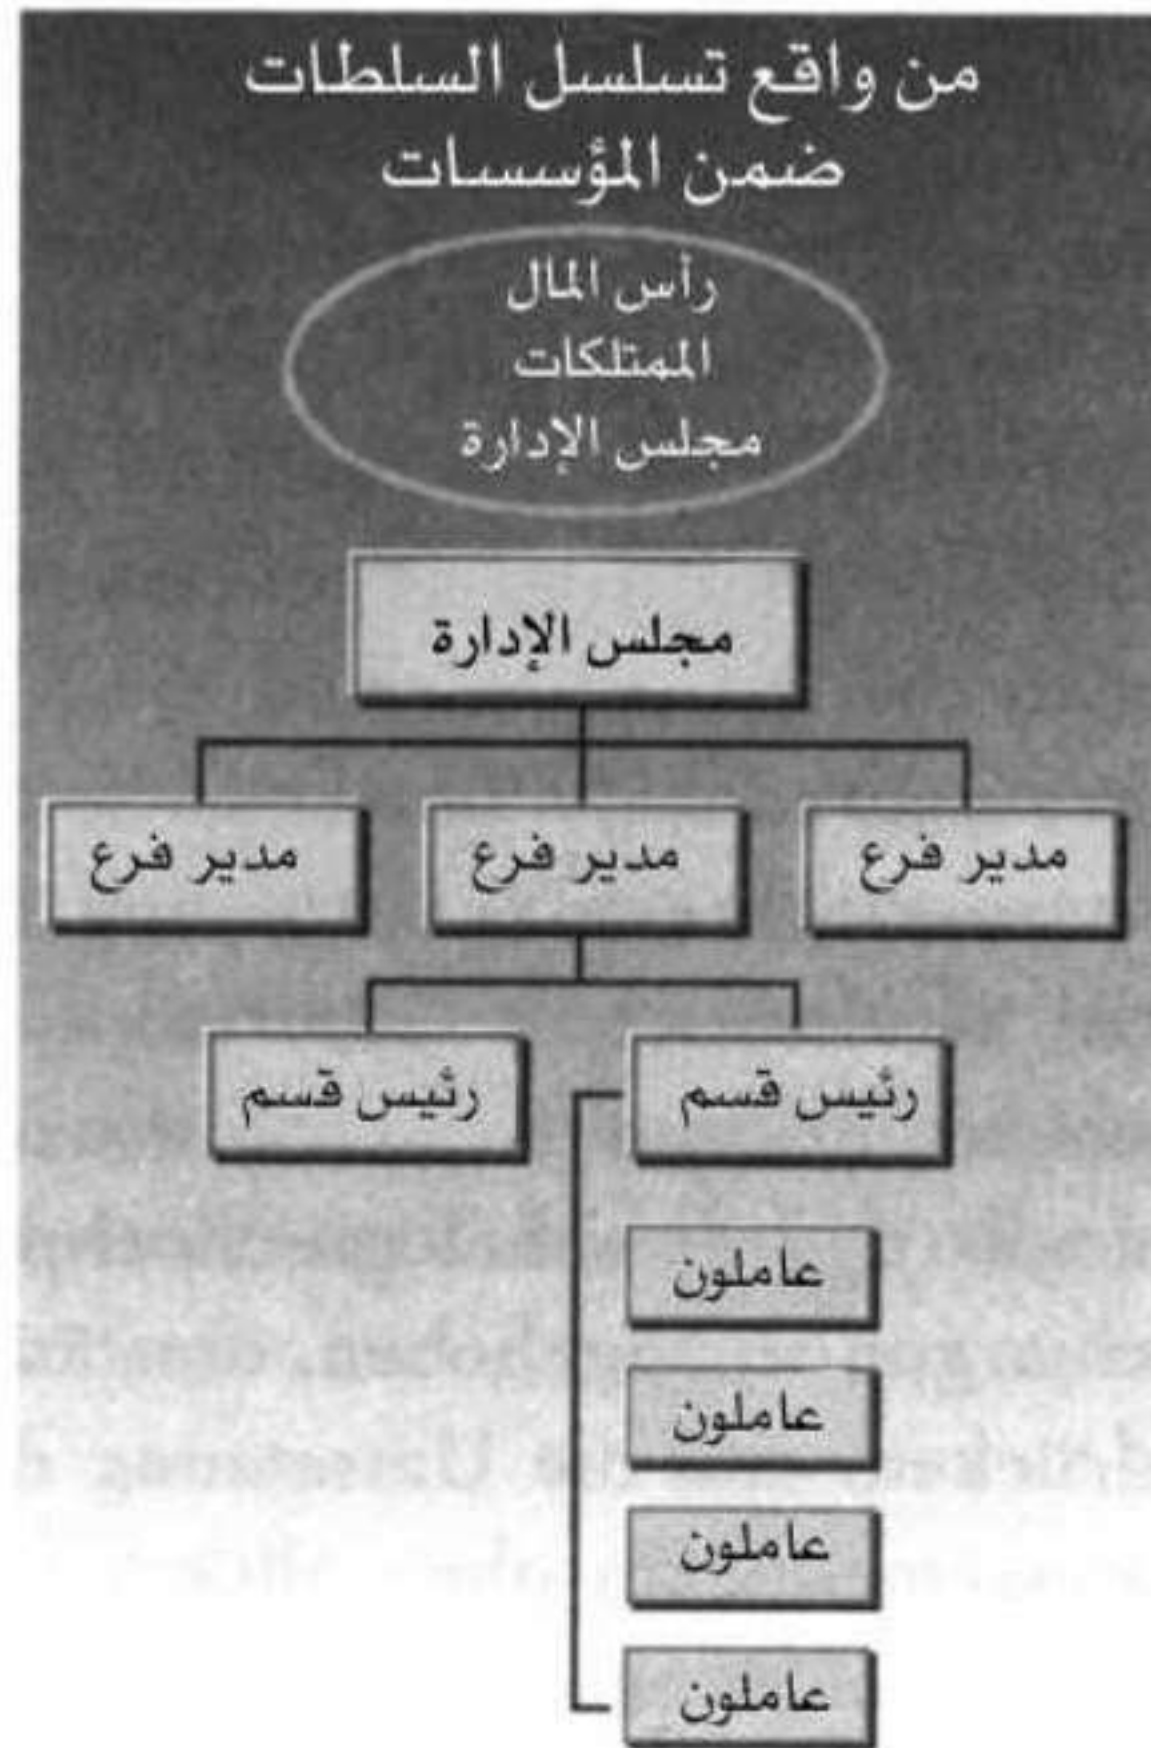 من واقع تسلسل السلطات
ضمن المؤسسات
رأس المال
الممتلكات
مجلس الإدارة
مجلس الإدارة
مدير فرع
مدير فرع
مدير فرع
رئيس قسم
رئيس قسم
عاملون
عاملون
عاملون
عاملون